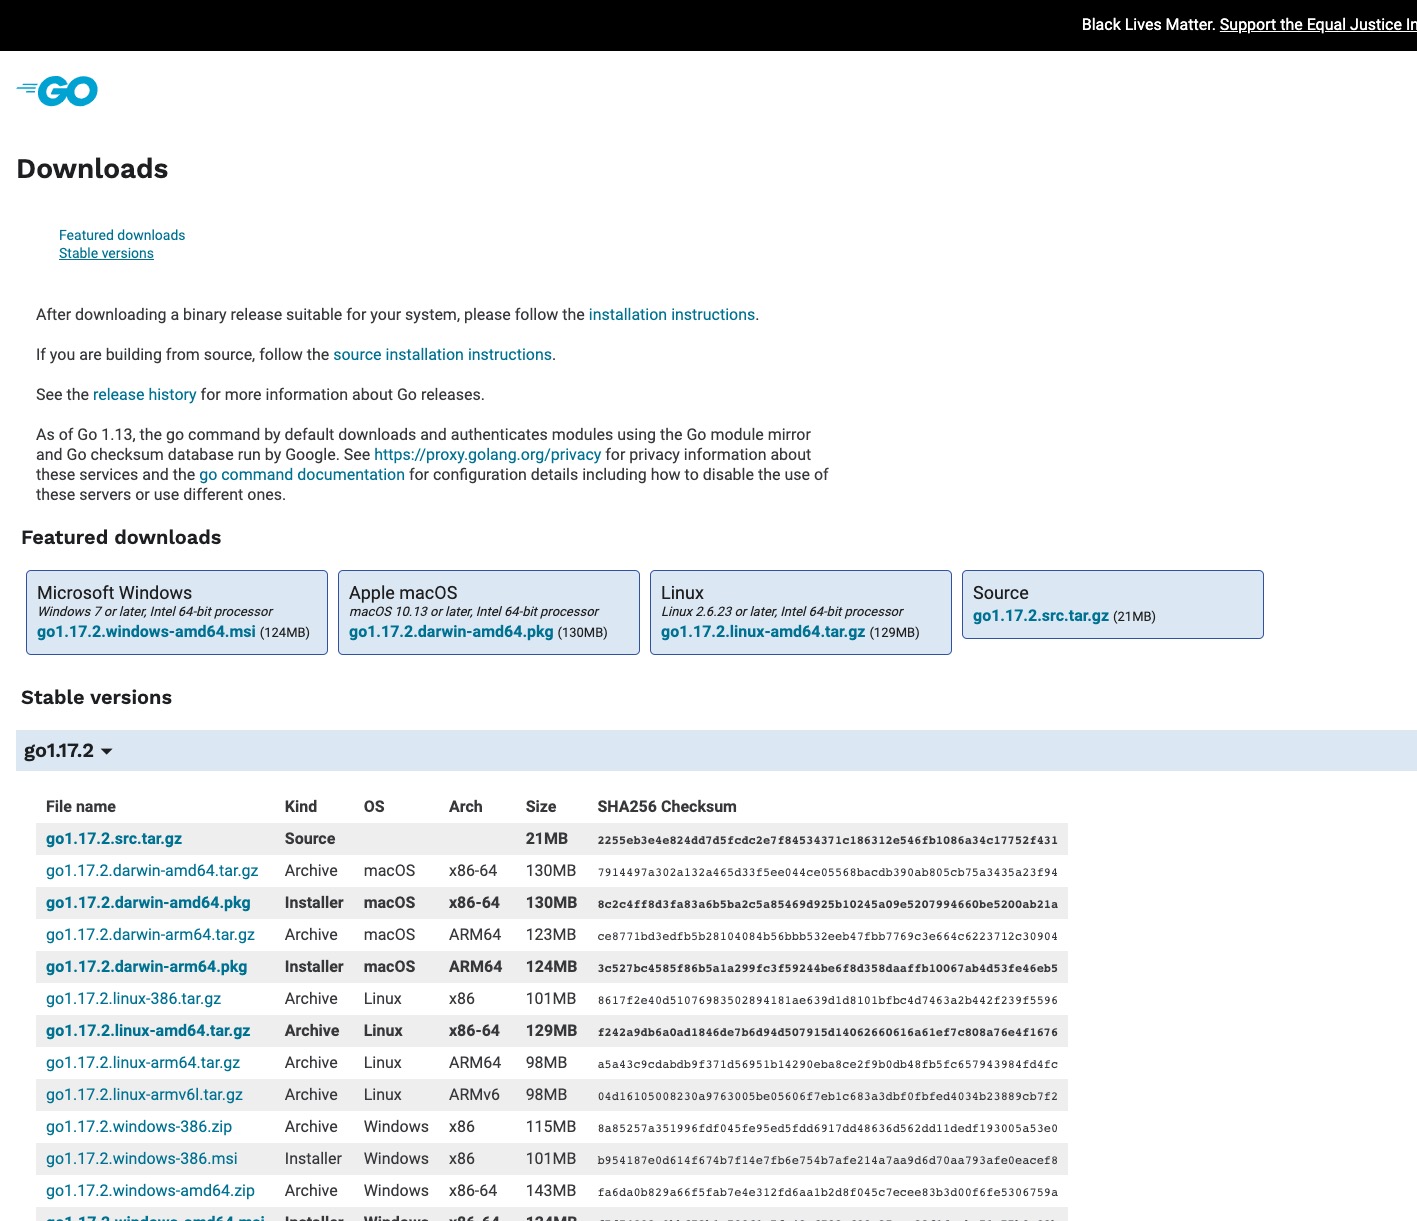 Black Lives Matter. Support the Equal Justice In
GO
Downloads
Featured downloads
Stable versions
After downloading a binary release suitable for your system, please follow the installation instructions.
If you are building from source, follow the source installation instructions.
See the release history for more information about Go releases.
As of Go 1.13, the go command by default downloads and authenticates modules using the Go module mirror
and Go checksum database run by Google. See https://proxy.golang.org/privacy for privacy information about
these services and the go command documentation for configuration details including how to disable the use of
these servers or use different ones.
Featured downloads
Microsoft Windows
Windows 7 or later, Intel 64-bit processor
go1.17.2.windows-amd64.msi (124MB)
Apple macOS
macOS 10.13 or later, Intel 64-bit processor
go1.17.2.darwin-amd64.pkg (130MB)
Linux
Linux 2.6.23 or later, Intel 64-bit processor
go1.17.2.linux-amd64.tar.gz (129MB)
Source
go1.17.2.src.tar.gz (21MB)
Stable versions
go1.17.2
File name Kind OS Arch Size SHA256 Checksum
go1.17.2.src.tar.gz Source 21MB 2255eb3e4e824dd7d5fcdc2e7f84534371c186312e546fb1086a34c17752f431
go1.17.2.darwin-amd64.tar.gz Archive macOS x86-64 130MB 7914497a302a132a465d33f5ee044ce05568bacdb390ab805cb75a3435a23f94
go1.17.2.darwin-amd64.pkg Installer macOS x86-64 130MB 8c2c4ff8d3fa83a6b5ba2c5a85469d925b10245a09e5207994660be5200ab21a
go1.17.2.darwin-arm64.tar.gz Archive macOS ARM64 123MB ce8771bd3edfb5b28104084b56bbb532eeb47fbb7769c3e664c6223712c30904
go1.17.2.darwin-arm64.pkg Installer macOS ARM64 124MB 3c527bc4585f86b5a1a299fc3f59244be6f8d358daaffb10067ab4d53fe46eb5
go1.17.2.linux-386.tar.gz Archive Linux x86 101MB 8617f2e40d51076983502894181ae639d1d8101bfbc4d7463a2b442f239f5596
go1.17.2.linux-amd64.tar.gz Archive Linux x86-64 129MB f242a9db6a0ad1846de7b6d94d507915d14062660616a61ef7c808a76e4f1676
go1.17.2.linux-arm64.tar.gz Archive Linux ARM64 98MB a5a43c9cdabdb9f371d56951b14290eba8ce2f9b0db48fb5fc657943984fd4fc
go1.17.2.linux-armv6l.tar.gz Archive Linux ARMv6 98MB 04d16105008230a9763005be05606f7eb1c683a3dbf0fbfed4034b23889cb7f2
go1.17.2.windows-386.zip Archive Windows x86 115MB 8a85257a351996fdf045fe95ed5fdd6917dd48636d562dd11dedf193005a53e0
go1.17.2.windows-386.msi Installer Windows x86 101MB b954187e0d614f674b7f14e7fb6e754b7afe214a7aa9d6d70aa793afe0eacef8
go1.17.2.windows-amd64.zip Archive Windows x86-64 143MB fa6da0b829a66f5fab7e4e312fd6aa1b2d8f045c7ecee83b3d00f6fe5306759a
go1.17.2.windows-amd64.msi Installer Windows x86-64 124MB